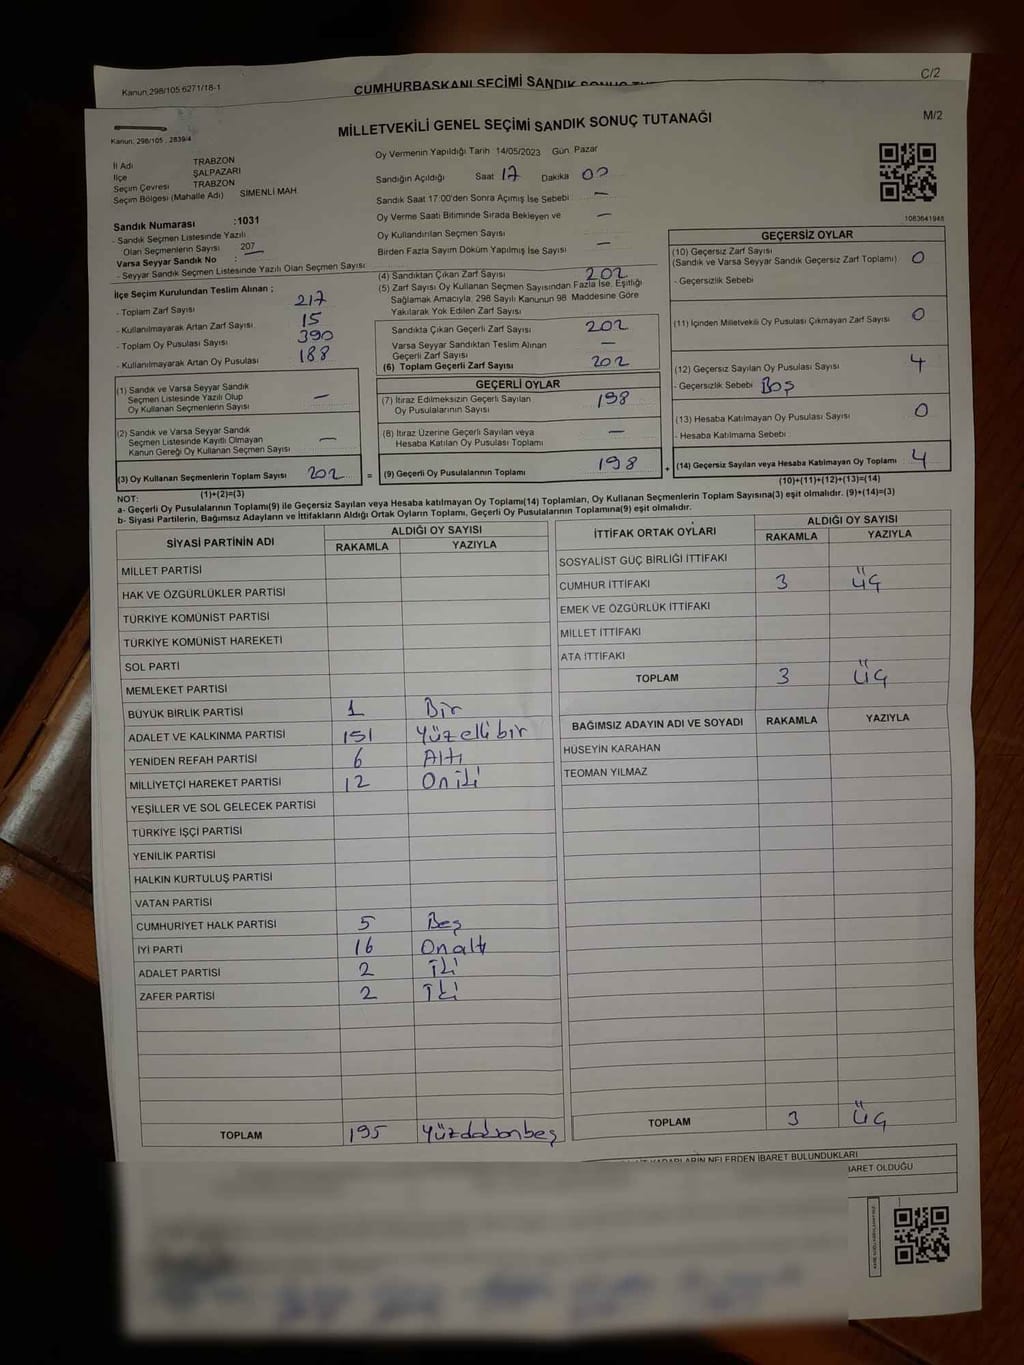 Kanun,298/105,6271/18-1
CUMHURBAŞKANI SEÇİMİ SANDIK
C/2
Kanun: 298/105 , 2839/4
MİLLETVEKİLİ GENEL SEÇİMİ SANDIK SONUÇ TUTANAĞI
M/2
İl Adı TRABZON
İlçe ŞALPAZARI
Seçim Çevresi TRABZON
Seçim Bölgesi (Mahalle Adı) SİMENLİ MAH.
Oy Vermenin Yapıldığı Tarih 14/05/2023 Gün: Pazar
Sandığın Açıldığı Saat 17 Dakika
Sandık Saat 17:00'den Sonra Açımış İse Sebebi —
Oy Verme Saati Bitiminde Sırada Bekleyen ve
Oy Kullandırılan Seçmen Sayısı —
Birden Fazla Sayım Döküm Yapılmış İse Sayısı —
1083641948
Sandık Numarası :1031
- Sandık Seçmen Listesinde Yazılı
Olan Seçmenlerin Sayısı 207
Varsa Seyyar Sandık No :
- Seyyar Sandık Seçmen Listesinde Yazılı Olan Seçmen Sayısı:
İlçe Seçim Kurulundan Teslim Alınan ;
- Toplam Zarf Sayısı 217
- Kullanılmayarak Artan Zarf Sayısı 15
- Toplam Oy Pusulası Sayısı 390
- Kullanılmayarak Artan Oy Pusulası 188
(4) Sandıktan Çıkan Zarf Sayısı 202
(5) Zarf Sayısı Oy Kullanan Seçmen Sayısından Fazla İse, Eşitliği
Sağlamak Amacıyla, 298 Sayılı Kanunun 98. Maddesine Göre
Yakılarak Yok Edilen Zarf Sayısı
Sandıkta Çıkan Geçerli Zarf Sayısı 202
Varsa Seyyar Sandıktan Teslim Alınan
Geçerli Zarf Sayısı —
(6) Toplam Geçerli Zarf Sayısı 202
GEÇERSİZ OYLAR
(10) Geçersiz Zarf Sayısı
(Sandık ve Varsa Seyyar Sandık Geçersiz Zarf Toplamı) 0
- Geçersizlik Sebebi
(11) İçinden Milletvekili Oy Pusulası Çıkmayan Zarf Sayısı 0
(12) Geçersiz Sayılan Oy Pusulası Sayısı 4
- Geçersizlik Sebebi Boş
(13) Hesaba Katılmayan Oy Pusulası Sayısı 0
- Hesaba Katılmama Sebebi
(14) Geçersiz Sayılan veya Hesaba Katılmayan Oy Toplamı 4
(10)+(11)+(12)+(13)=(14)
(1) Sandık ve Varsa Seyyar Sandık
Seçmen Listesinde Yazılı Olup
Oy Kullanan Seçmenlerin Sayısı —
(2) Sandık ve Varsa Seyyar Sandık
Seçmen Listesinde Kayıtlı Olmayan
Kanun Gereği Oy Kullanan Seçmen Sayısı —
(3) Oy Kullanan Seçmenlerin Toplam Sayısı 202 =
(1)+(2)=(3)
GEÇERLİ OYLAR
(7) İtiraz Edilmeksizin Geçerli Sayılan
Oy Pusulalarının Sayısı 198
(8) İtiraz Üzerine Geçerli Sayılan veya
Hesaba Katılan Oy Pusulası Toplamı —
(9) Geçerli Oy Pusulalarının Toplamı 198 +
NOT:
a- Geçerli Oy Pusulalarının Toplamı(9) ile Geçersiz Sayılan veya Hesaba katılmayan Oy Toplamı(14) Toplamları, Oy Kullanan Seçmenlerin Toplam Sayısına(3) eşit olmalıdır. (9)+(14)=(3)
b- Siyasi Partilerin, Bağımsız Adayların ve İttifakların Aldığı Ortak Oyların Toplamı, Geçerli Oy Pusulalarının Toplamına(9) eşit olmalıdır.
SİYASİ PARTİNİN ADI ALDIĞI OY SAYISI
RAKAMLA YAZIYLA
MİLLET PARTİSİ
HAK VE ÖZGÜRLÜKLER PARTİSİ
TÜRKİYE KOMÜNİST PARTİSİ
TÜRKİYE KOMÜNİST HAREKETİ
SOL PARTİ
MEMLEKET PARTİSİ
BÜYÜK BİRLİK PARTİSİ 1 Bir
ADALET VE KALKINMA PARTİSİ 151 Yüzellibir
YENİDEN REFAH PARTİSİ 6 Altı
MİLLİYETÇİ HAREKET PARTİSİ 12 Oniki
YEŞİLLER VE SOL GELECEK PARTİSİ
TÜRKİYE İŞÇİ PARTİSİ
YENİLİK PARTİSİ
HALKIN KURTULUŞ PARTİSİ
VATAN PARTİSİ
CUMHURİYET HALK PARTİSİ 5 Beş
İYİ PARTİ 16 Onaltı
ADALET PARTİSİ 2 İki
ZAFER PARTİSİ 2 İki
TOPLAM 195 Yüzdoksanbeş
İTTİFAK ORTAK OYLARI ALDIĞI OY SAYISI
RAKAMLA YAZIYLA
SOSYALİST GÜÇ BİRLİĞİ İTTİFAKI
CUMHUR İTTİFAKI 3 Üç
EMEK VE ÖZGÜRLÜK İTTİFAKI
MİLLET İTTİFAKI
ATA İTTİFAKI
TOPLAM 3 Üç
BAĞIMSIZ ADAYIN ADI VE SOYADI RAKAMLA YAZIYLA
HÜSEYİN KARAHAN
TEOMAN YILMAZ
TOPLAM 3 Üç
NELERDEN İBARET BULUNDUKLARI
BARET OLDUĞU